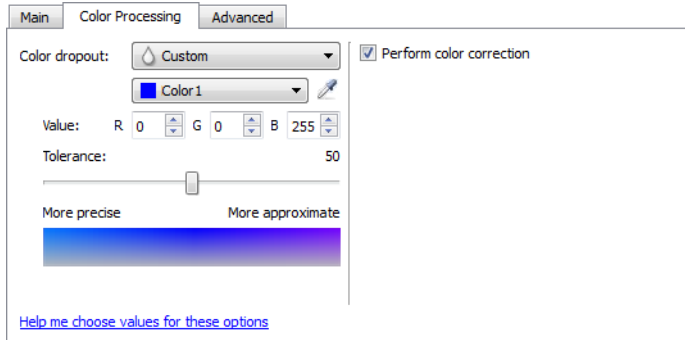 Main Color Processing Advanced
Color dropout: Custom
Perform color correction
Color1
Value: R 0 G 0 B 255
Tolerance: 50
More precise More approximate
Help me choose values for these options